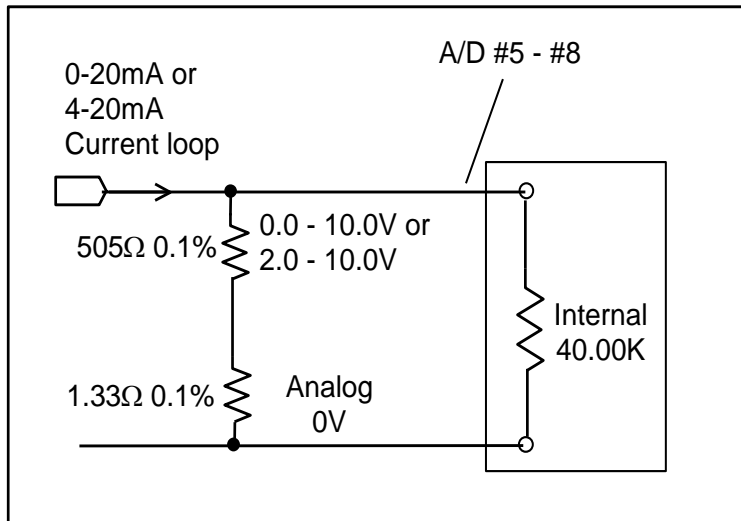 A/D #5 - #8
0-20mA or
4-20mA
Current loop
0.0 - 10.0V or
2.0 - 10.0V
505Ω 0.1%
Internal
40.00K
1.33Ω 0.1%
Analog
0V